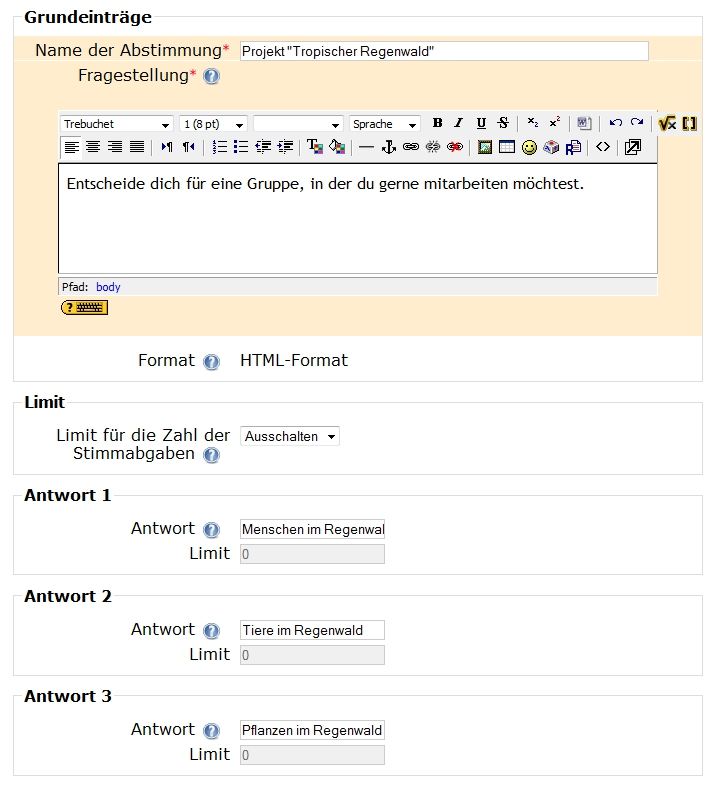 Grundeinträge
Name der Abstimmung* Projekt "Tropischer Regenwald"
Fragestellung* ?
Trebuchet 1 (8 pt) Sprache B I U S x2 x2 W √x []
Entscheide dich für eine Gruppe, in der du gerne mitarbeiten möchtest.
Pfad: body
?
Format ? HTML-Format
Limit
Limit für die Zahl der
Stimmabgaben ? Ausschalten
Antwort 1
Antwort ? Menschen im Regenwal
Limit 0
Antwort 2
Antwort ? Tiere im Regenwald
Limit 0
Antwort 3
Antwort ? Pflanzen im Regenwald
Limit 0